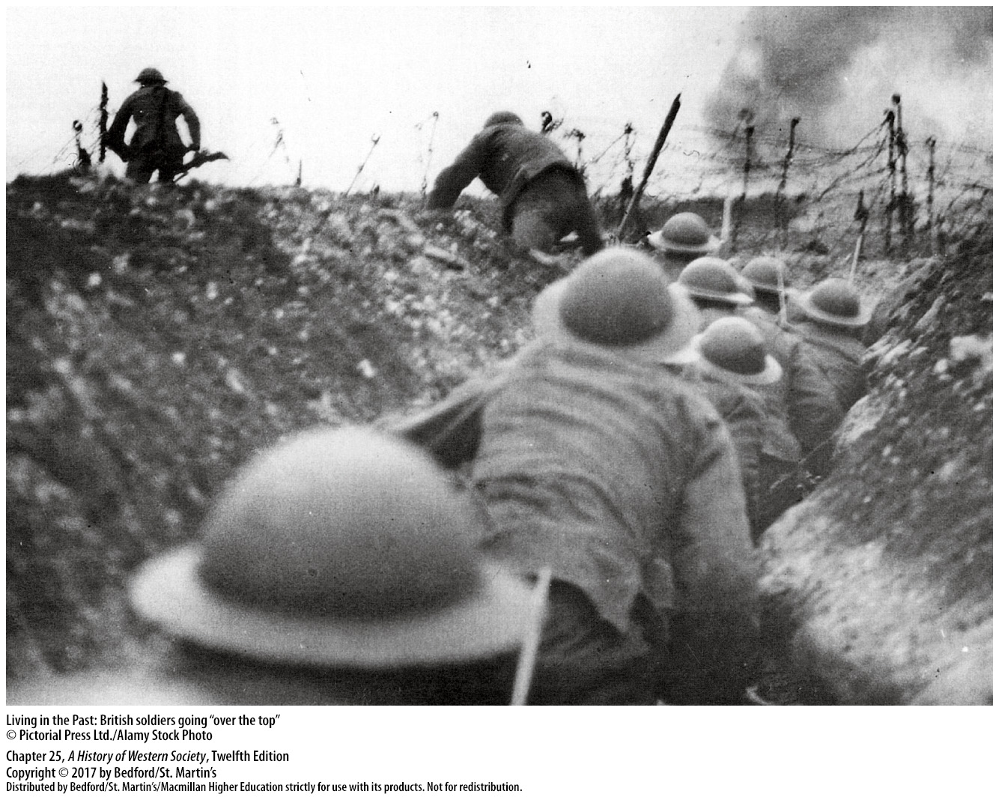 Living in the Past: British soldiers going “over the top”
© Pictorial Press Ltd./Alamy Stock Photo
Chapter 25, A History of Western Society, Twelfth Edition
Copyright © 2017 by Bedford/St. Martin’s
Distributed by Bedford/St. Martin’s/Macmillan Higher Education strictly for use with its products. Not for redistribution.